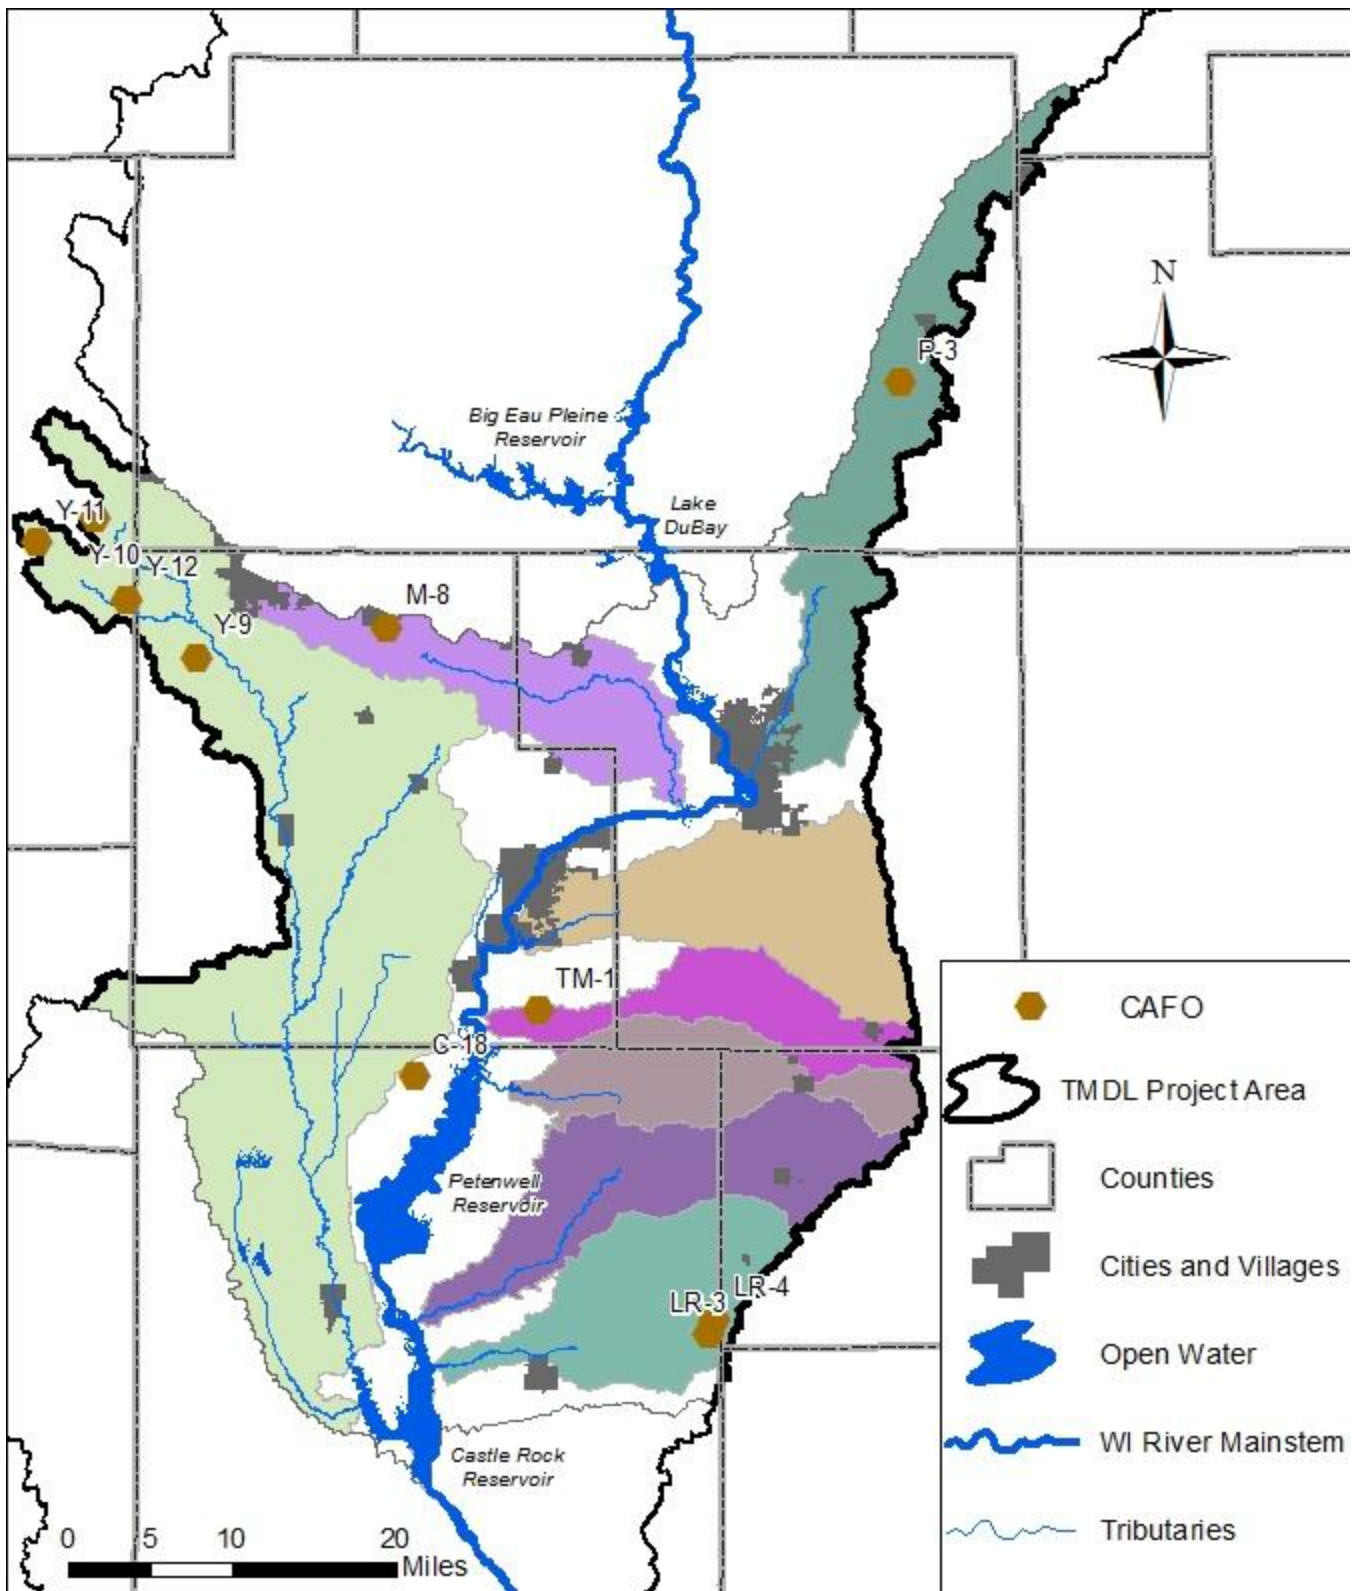 N
P-3
Big Eau Pleine
Reservoir
Lake
DuBay
Y-11
Y-10
Y-12
M-8
Y-9
TM-1
C-18
Petenwell
Reservoir
LR-4
LR-3
Castle Rock
Reservoir
0 5 10 20
Miles
CAFO
TMDL Project Area
Counties
Cities and Villages
Open Water
WI River Mainstem
Tributaries